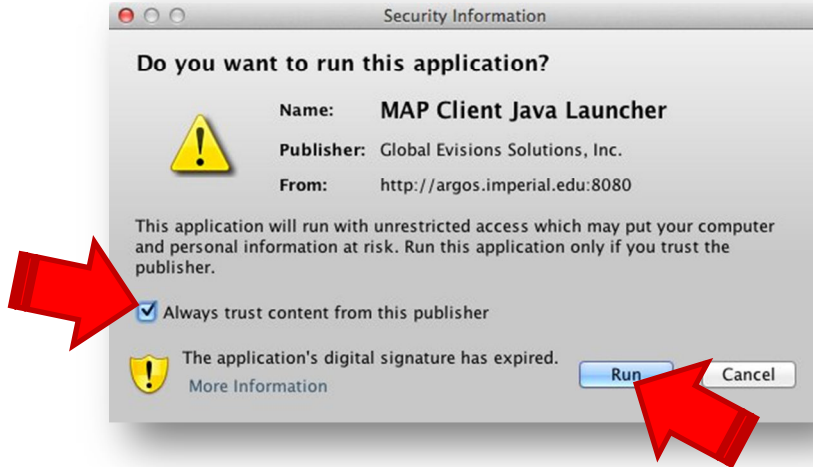 Security Information
Do you want to run this application?
Name: MAP Client Java Launcher
Publisher: Global Evisions Solutions, Inc.
From: http://argos.imperial.edu:8080
This application will run with unrestricted access which may put your computer
and personal information at risk. Run this application only if you trust the
publisher.
Always trust content from this publisher
The application's digital signature has expired.
More Information
Run Cancel